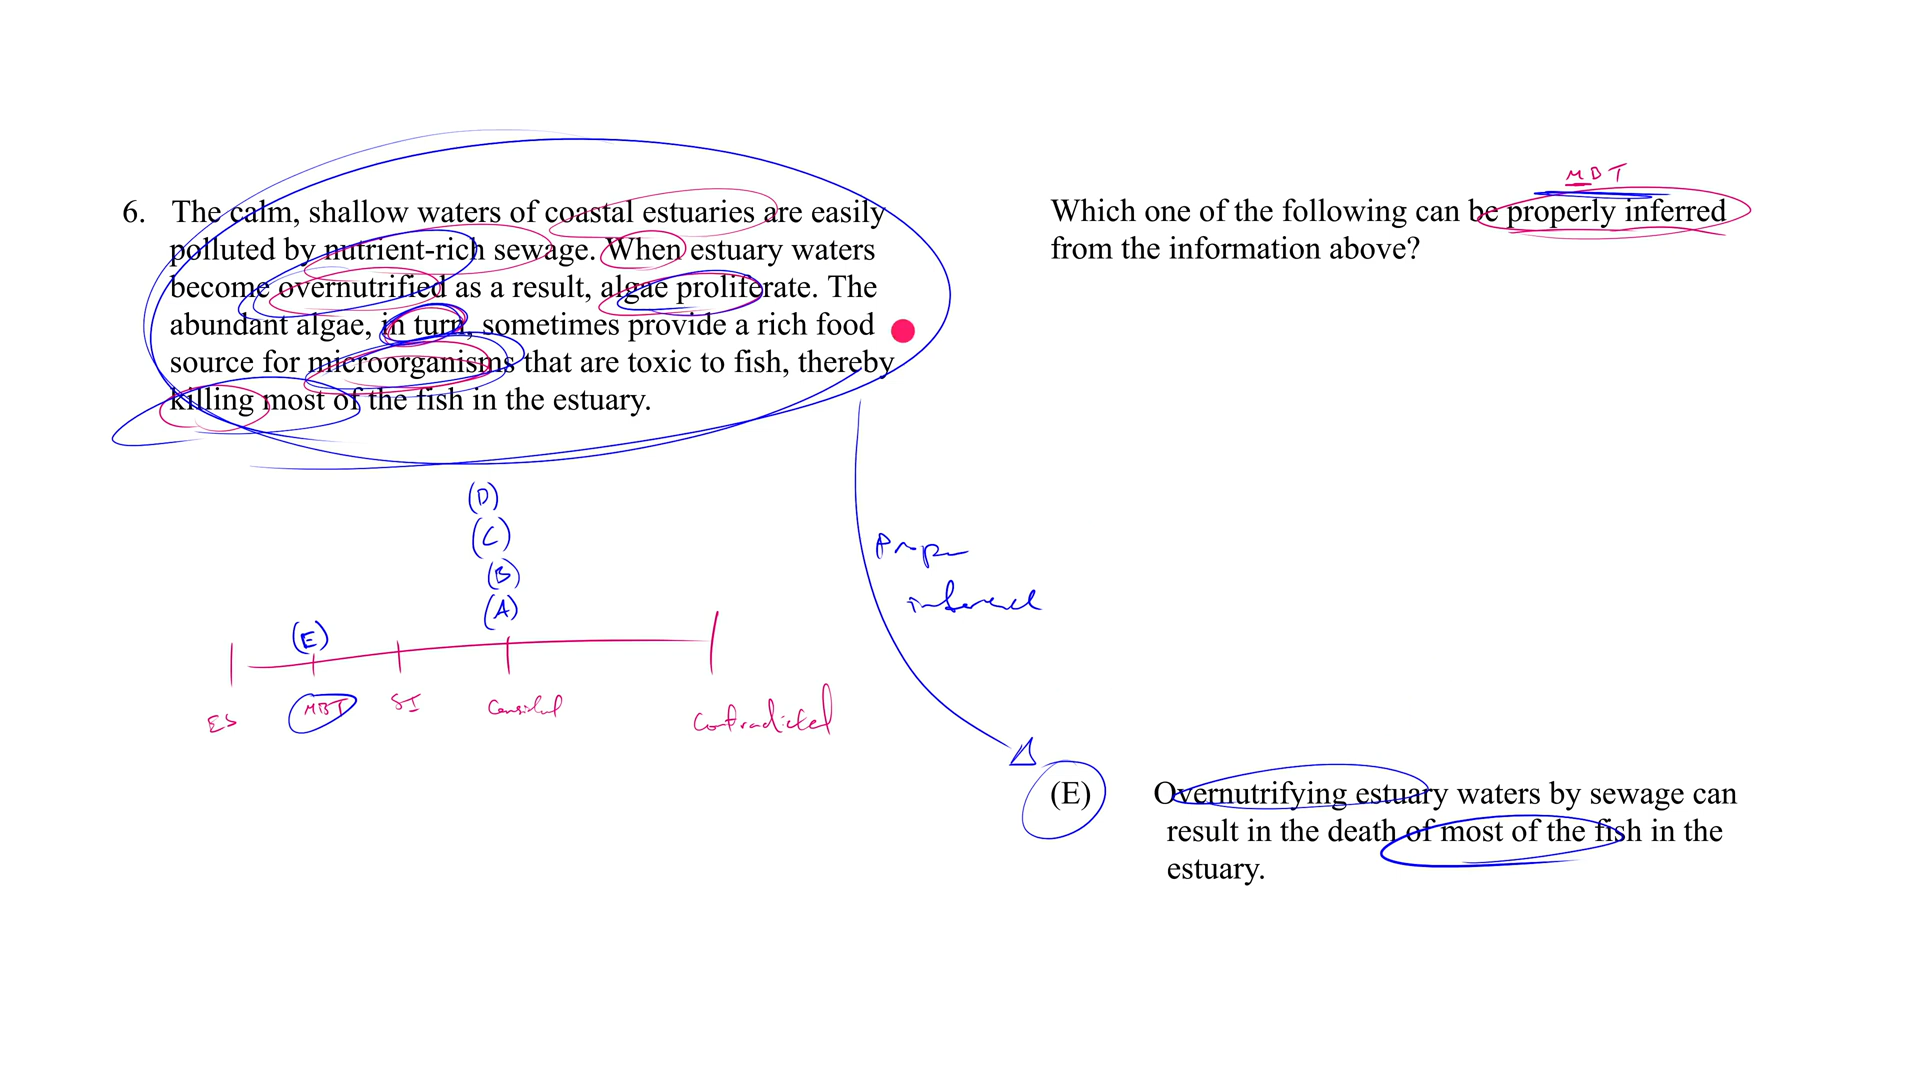 6. The calm, shallow waters of coastal estuaries are easily
polluted by nutrient-rich sewage. When estuary waters
become overnutrified as a result, algae proliferate. The
abundant algae, in turn, sometimes provide a rich food
source for microorganisms that are toxic to fish, thereby
killing most of the fish in the estuary.
MBT
Which one of the following can be properly inferred
from the information above?
(D)
(C)
(B)
(A)
(E)
ES
MBT
SI
Contradicted
inference
(E) Overnutrifying estuary waters by sewage can
result in the death of most of the fish in the
estuary.